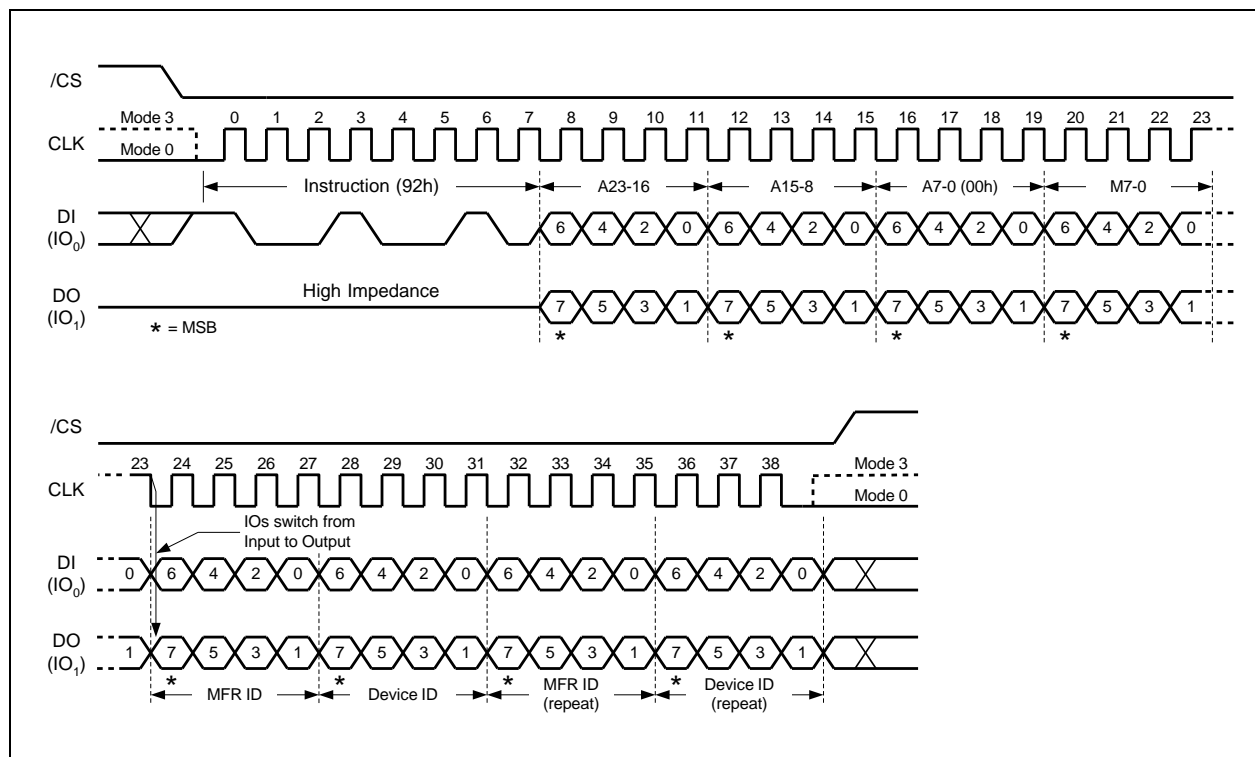 /CS
Mode 3 0 1 2 3 4 5 6 7 8 9 10 11 12 13 14 15 16 17 18 19 20 21 22 23
CLK
Mode 0
Instruction (92h) A23-16 A15-8 A7-0 (00h) M7-0
DI
(IO0)
6 4 2 0 6 4 2 0 6 4 2 0 6 4 2 0
High Impedance
DO
(IO1)
7 5 3 1 7 5 3 1 7 5 3 1 7 5 3 1
* = MSB * * * *
/CS
23 24 25 26 27 28 29 30 31 32 33 34 35 36 37 38 Mode 3
CLK
Mode 0
IOs switch from
Input to Output
DI
(IO0)
0 6 4 2 0 6 4 2 0 6 4 2 0 6 4 2 0
DO
(IO1)
1 7 5 3 1 7 5 3 1 7 5 3 1 7 5 3 1
* * * *
MFR ID Device ID MFR ID
(repeat)
Device ID
(repeat)